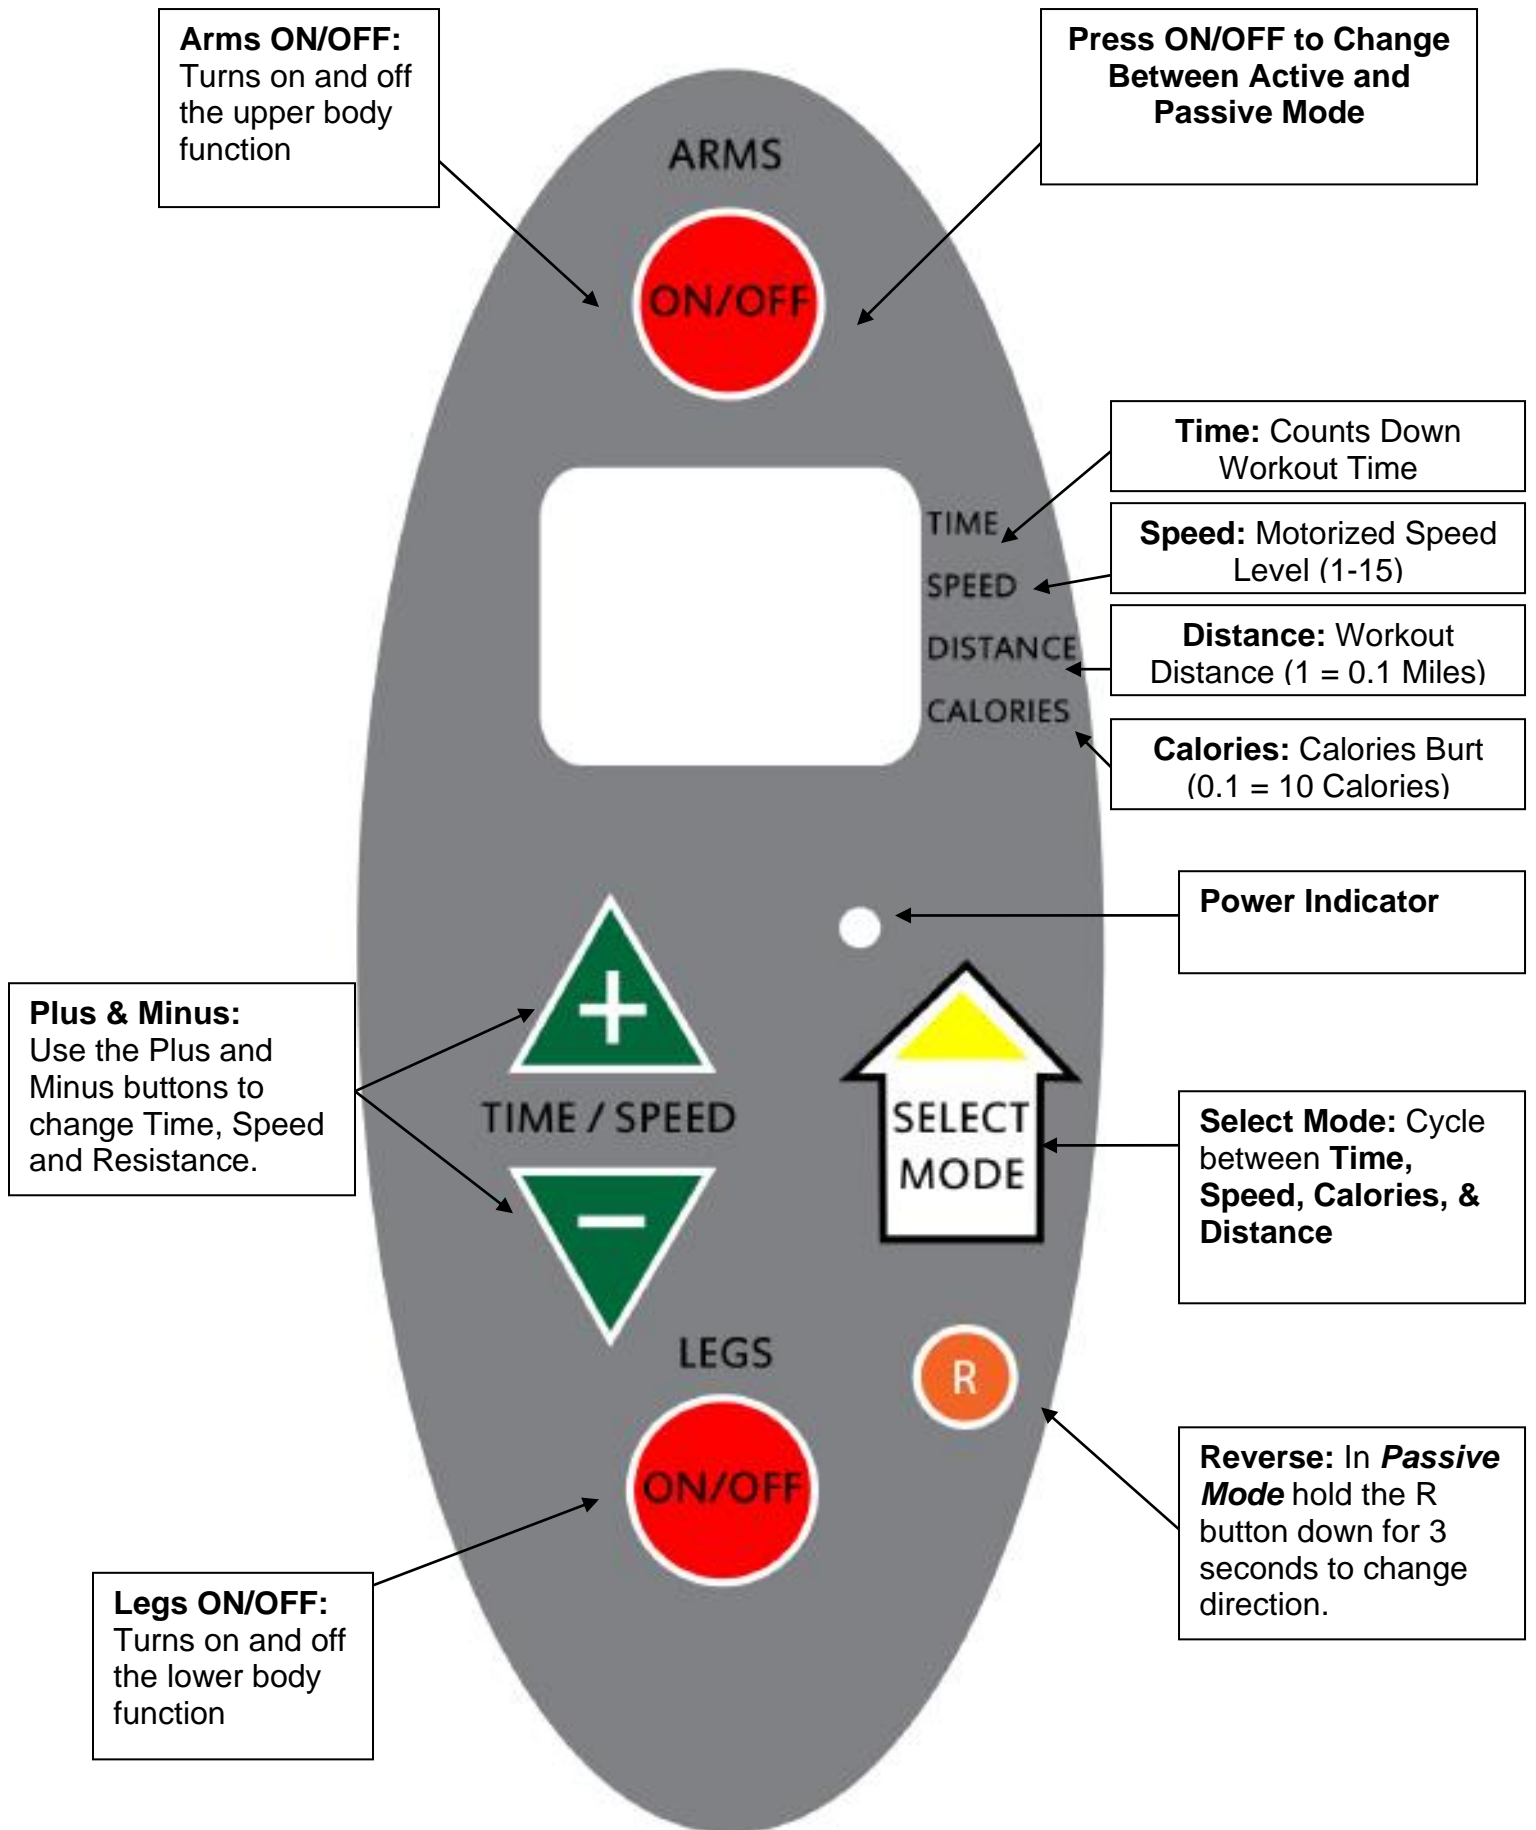 Arms ON/OFF:
Turns on and off
the upper body
function
Press ON/OFF to Change
Between Active and
Passive Mode
ARMS
ON/OFF
Time: Counts Down
Workout Time
TIME
Speed: Motorized Speed
Level (1-15)
SPEED
Distance: Workout
Distance (1 = 0.1 Miles)
DISTANCE
CALORIES
Calories: Calories Burt
(0.1 = 10 Calories)
Power Indicator
Plus & Minus:
Use the Plus and
Minus buttons to
change Time, Speed
and Resistance.
+
TIME / SPEED
−
SELECT
MODE
Select Mode: Cycle
between Time,
Speed, Calories, &
Distance
LEGS
R
ON/OFF
Reverse: In Passive
Mode hold the R
button down for 3
seconds to change
direction.
Legs ON/OFF:
Turns on and off
the lower body
function